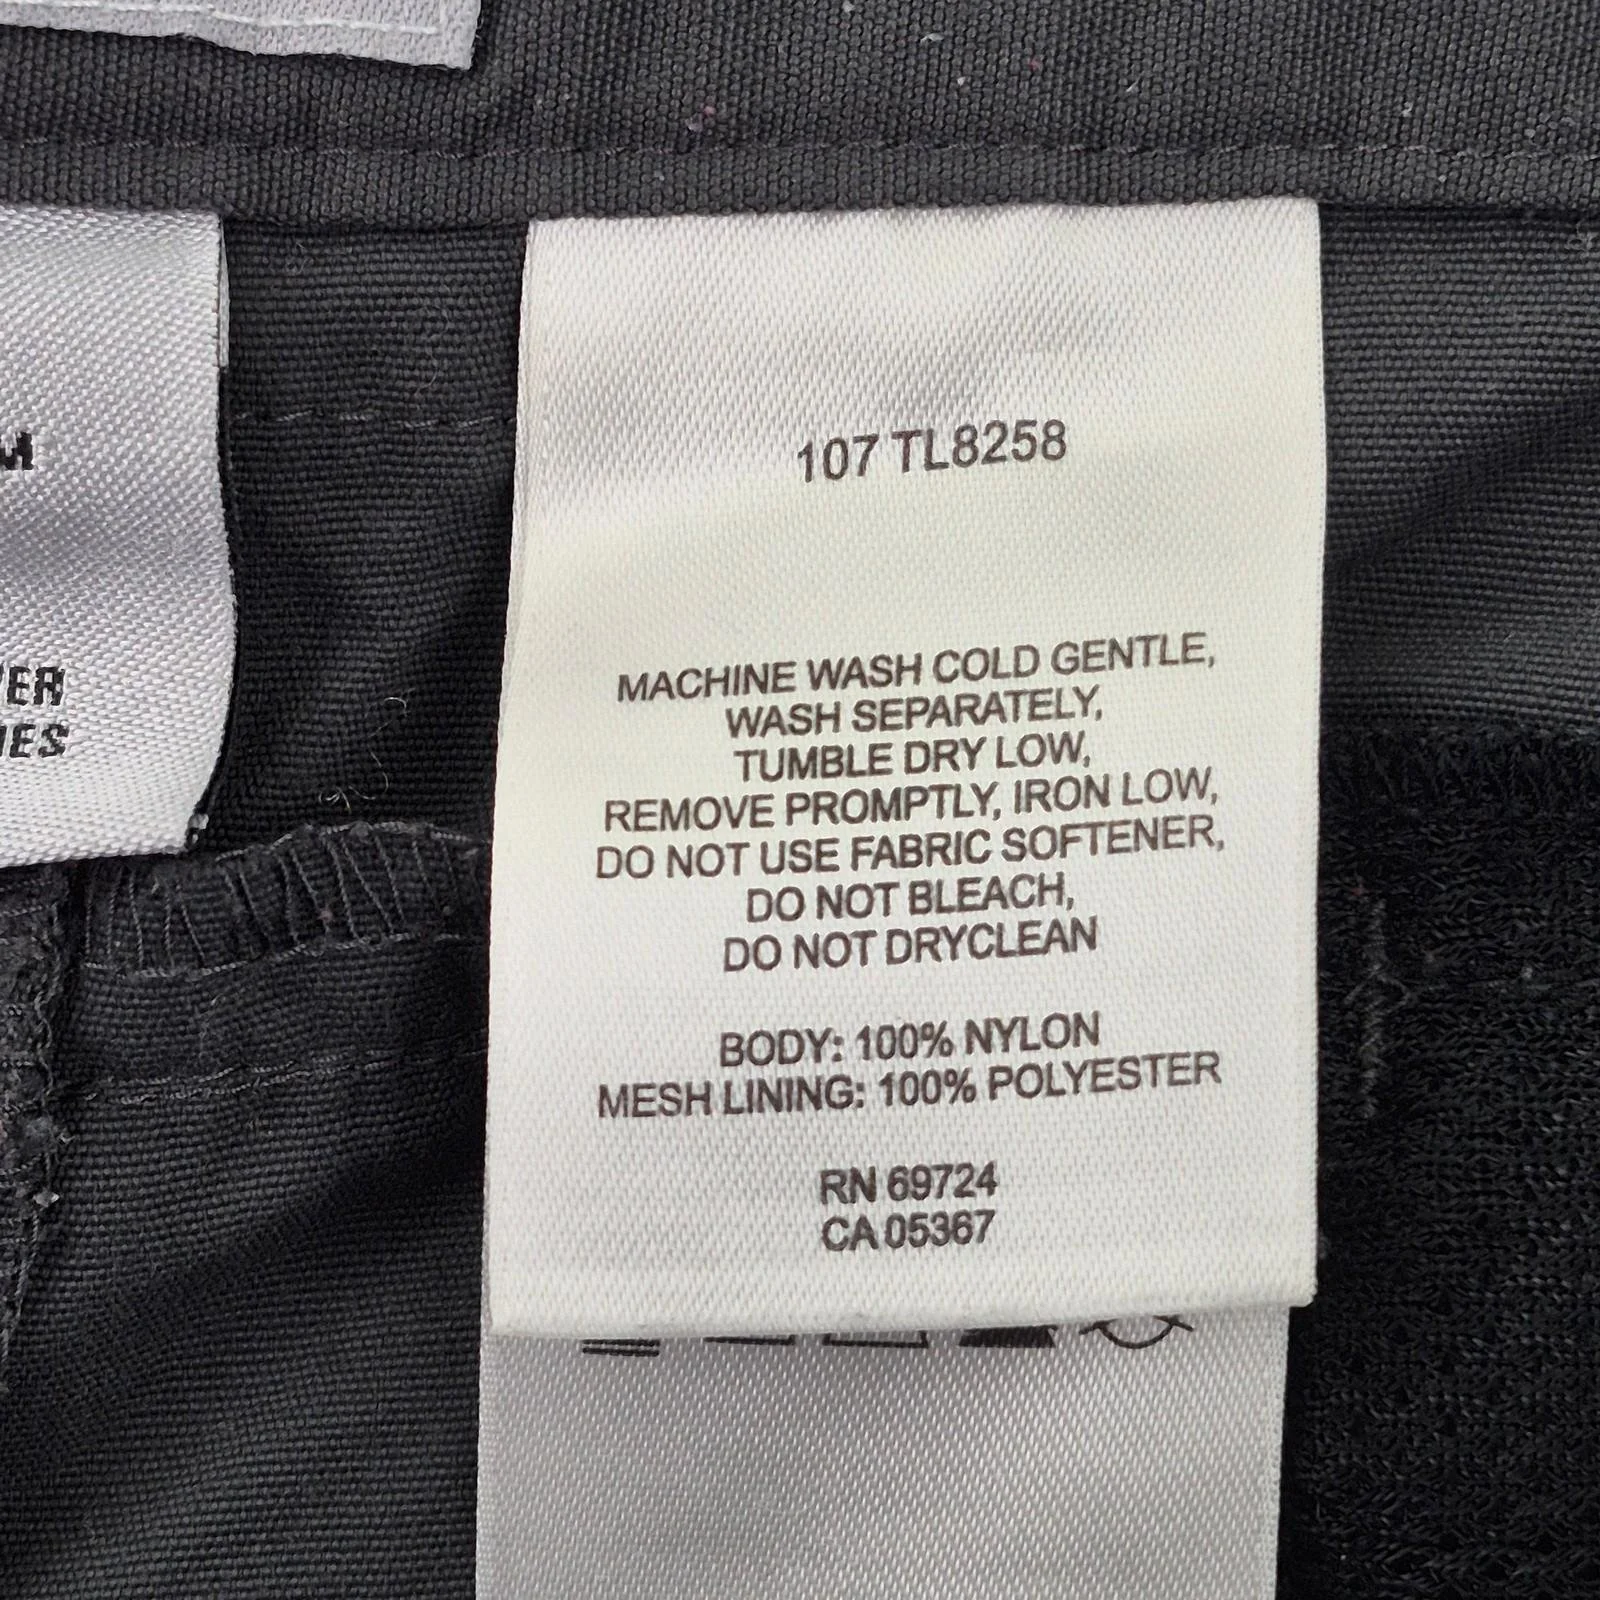 107 TL8258
MACHINE WASH COLD GENTLE,
WASH SEPARATELY,
TUMBLE DRY LOW,
REMOVE PROMPTLY, IRON LOW,
DO NOT USE FABRIC SOFTENER,
DO NOT BLEACH,
DO NOT DRYCLEAN
BODY: 100% NYLON
MESH LINING: 100% POLYESTER
RN 69724
CA 05367